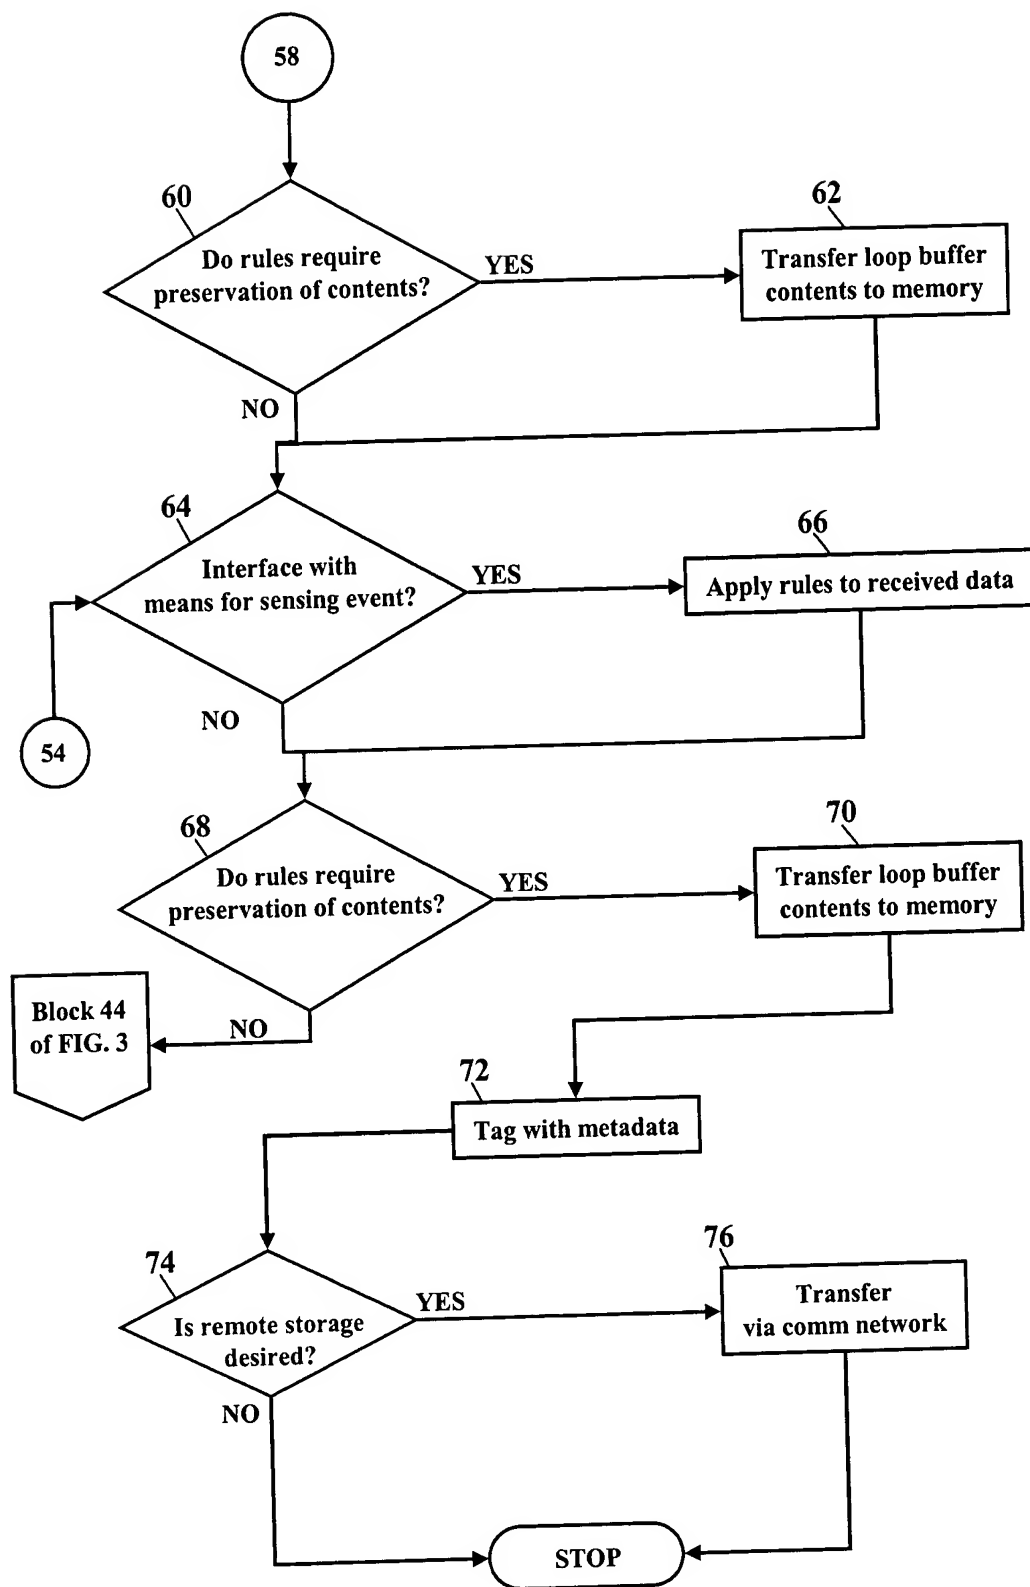 58
60
Do rules require
preservation of contents?
YES
62
Transfer loop buffer
contents to memory
NO
64
Interface with
means for sensing event?
YES
66
Apply rules to received data
NO
54
68
Do rules require
preservation of contents?
YES
70
Transfer loop buffer
contents to memory
Block 44
of FIG. 3
NO
72
Tag with metadata
74
Is remote storage
desired?
YES
76
Transfer
via comm network
NO
STOP